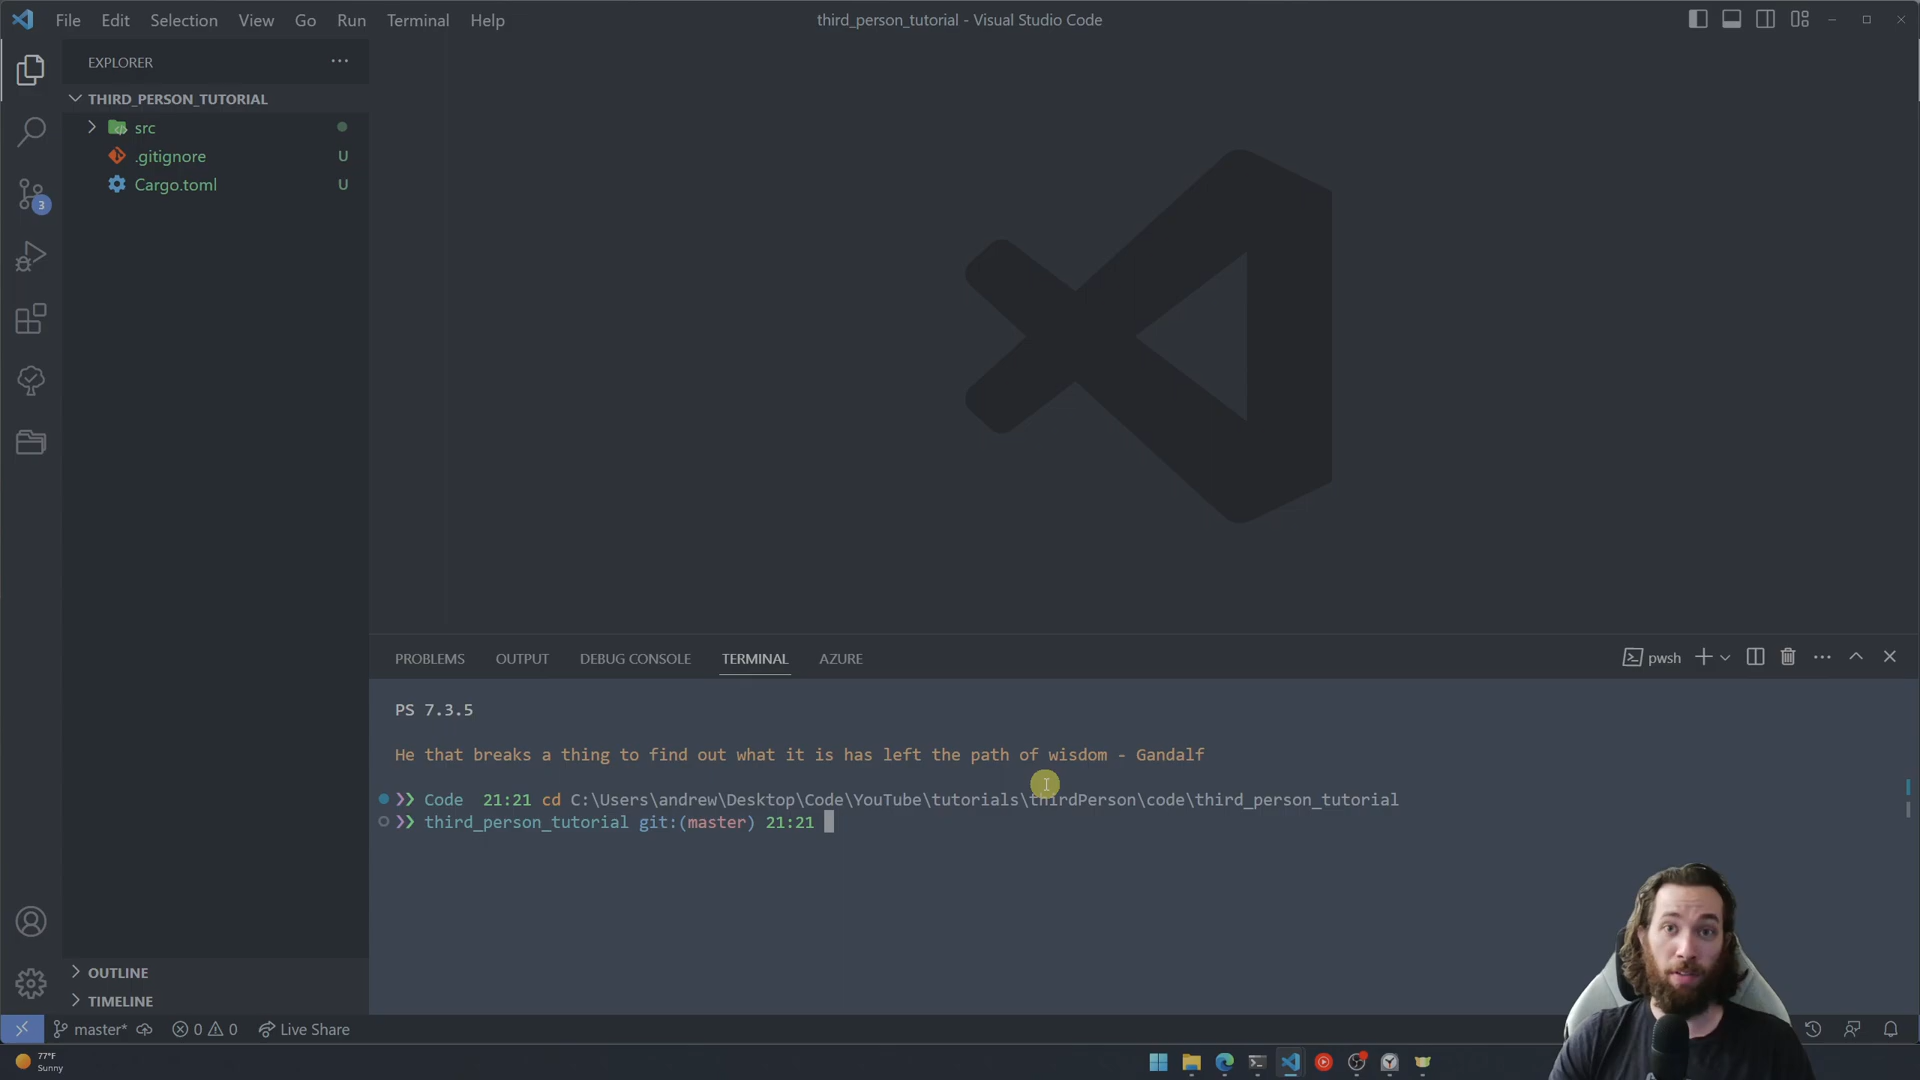 File Edit Selection View Go Run Terminal Help
third_person_tutorial - Visual Studio Code
EXPLORER
THIRD_PERSON_TUTORIAL
src
.gitignore U
Cargo.toml U
3
PROBLEMS OUTPUT DEBUG CONSOLE TERMINAL AZURE
pwsh
PS 7.3.5
He that breaks a thing to find out what it is has left the path of wisdom - Gandalf
Code 21:21 cd C:\Users\andrew\Desktop\Code\YouTube\tutorials\thirdPerson\code\third_person_tutorial
third_person_tutorial git:(master) 21:21
OUTLINE
TIMELINE
master* 0 0 Live Share
77°F
Sunny